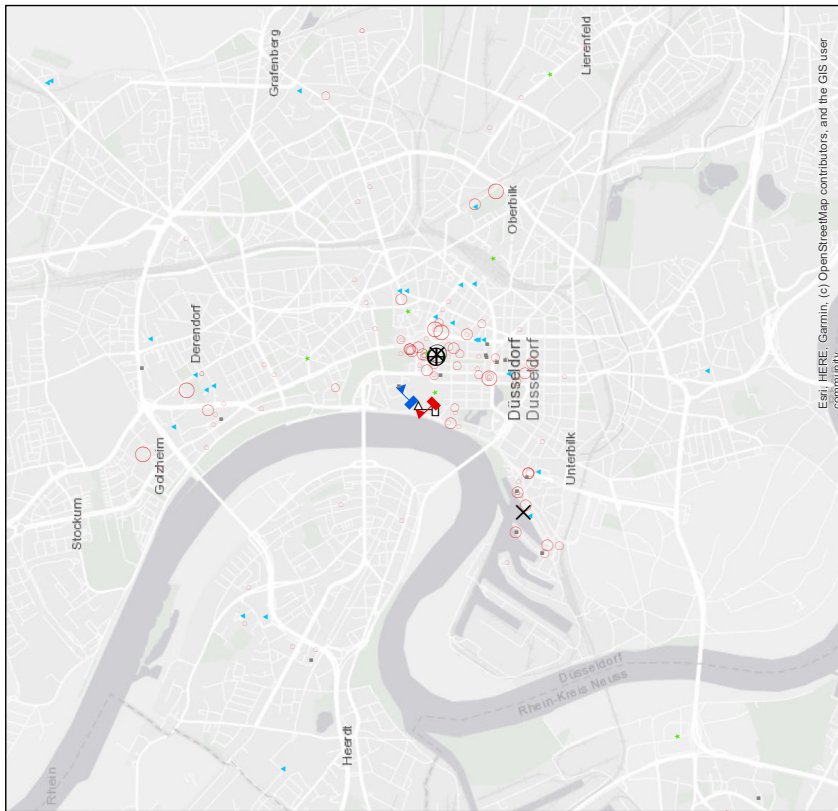 Grafenberg
Lierenfeld
Oberbilk
Derendorf
Düsseldorf
Düsseldorf
Golzheim
Unterbilk
Stockum
Düsseldorf
Rhein-Kreis Neuss
Heerdt
Rhein
Esri, HERE, Garmin, (c) OpenStreetMap contributors, and the GIS user
community